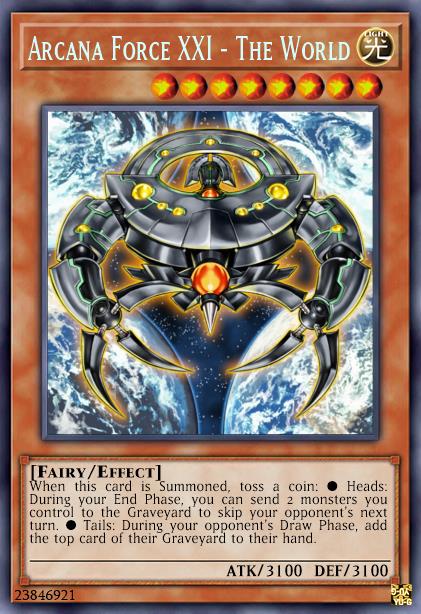 ARCANA FORCE XXI - THE WORLD
LIGHT
光
[FAIRY/EFFECT]
When this card is Summoned, toss a coin: ● Heads:
During your End Phase, you can send 2 monsters you
control to the Graveyard to skip your opponent's next
turn. ● Tails: During your opponent's Draw Phase, add
the top card of their Graveyard to their hand.
ATK/3100 DEF/3100
23846921